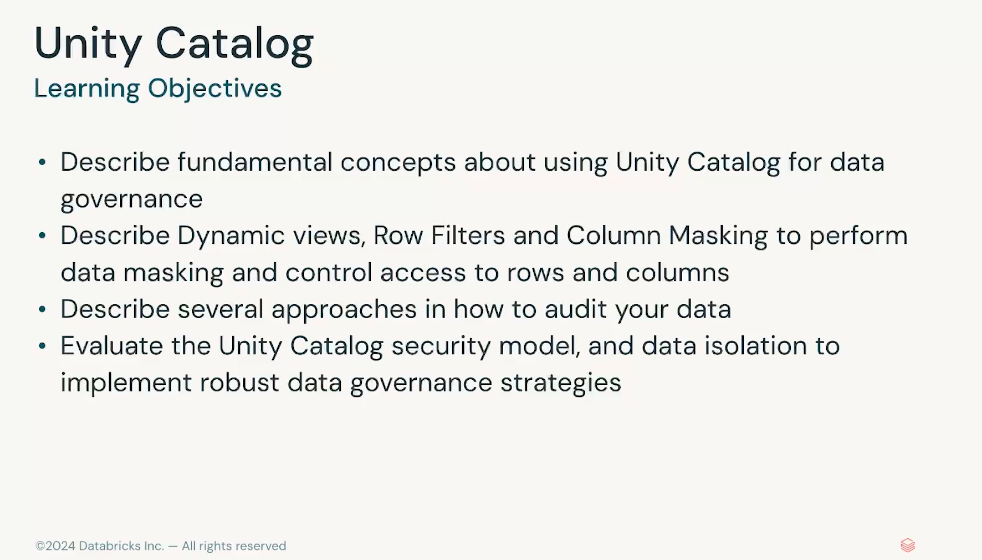 Unity Catalog
Learning Objectives
• Describe fundamental concepts about using Unity Catalog for data
governance
• Describe Dynamic views, Row Filters and Column Masking to perform
data masking and control access to rows and columns
• Describe several approaches in how to audit your data
• Evaluate the Unity Catalog security model, and data isolation to
implement robust data governance strategies
©2024 Databricks Inc. — All rights reserved